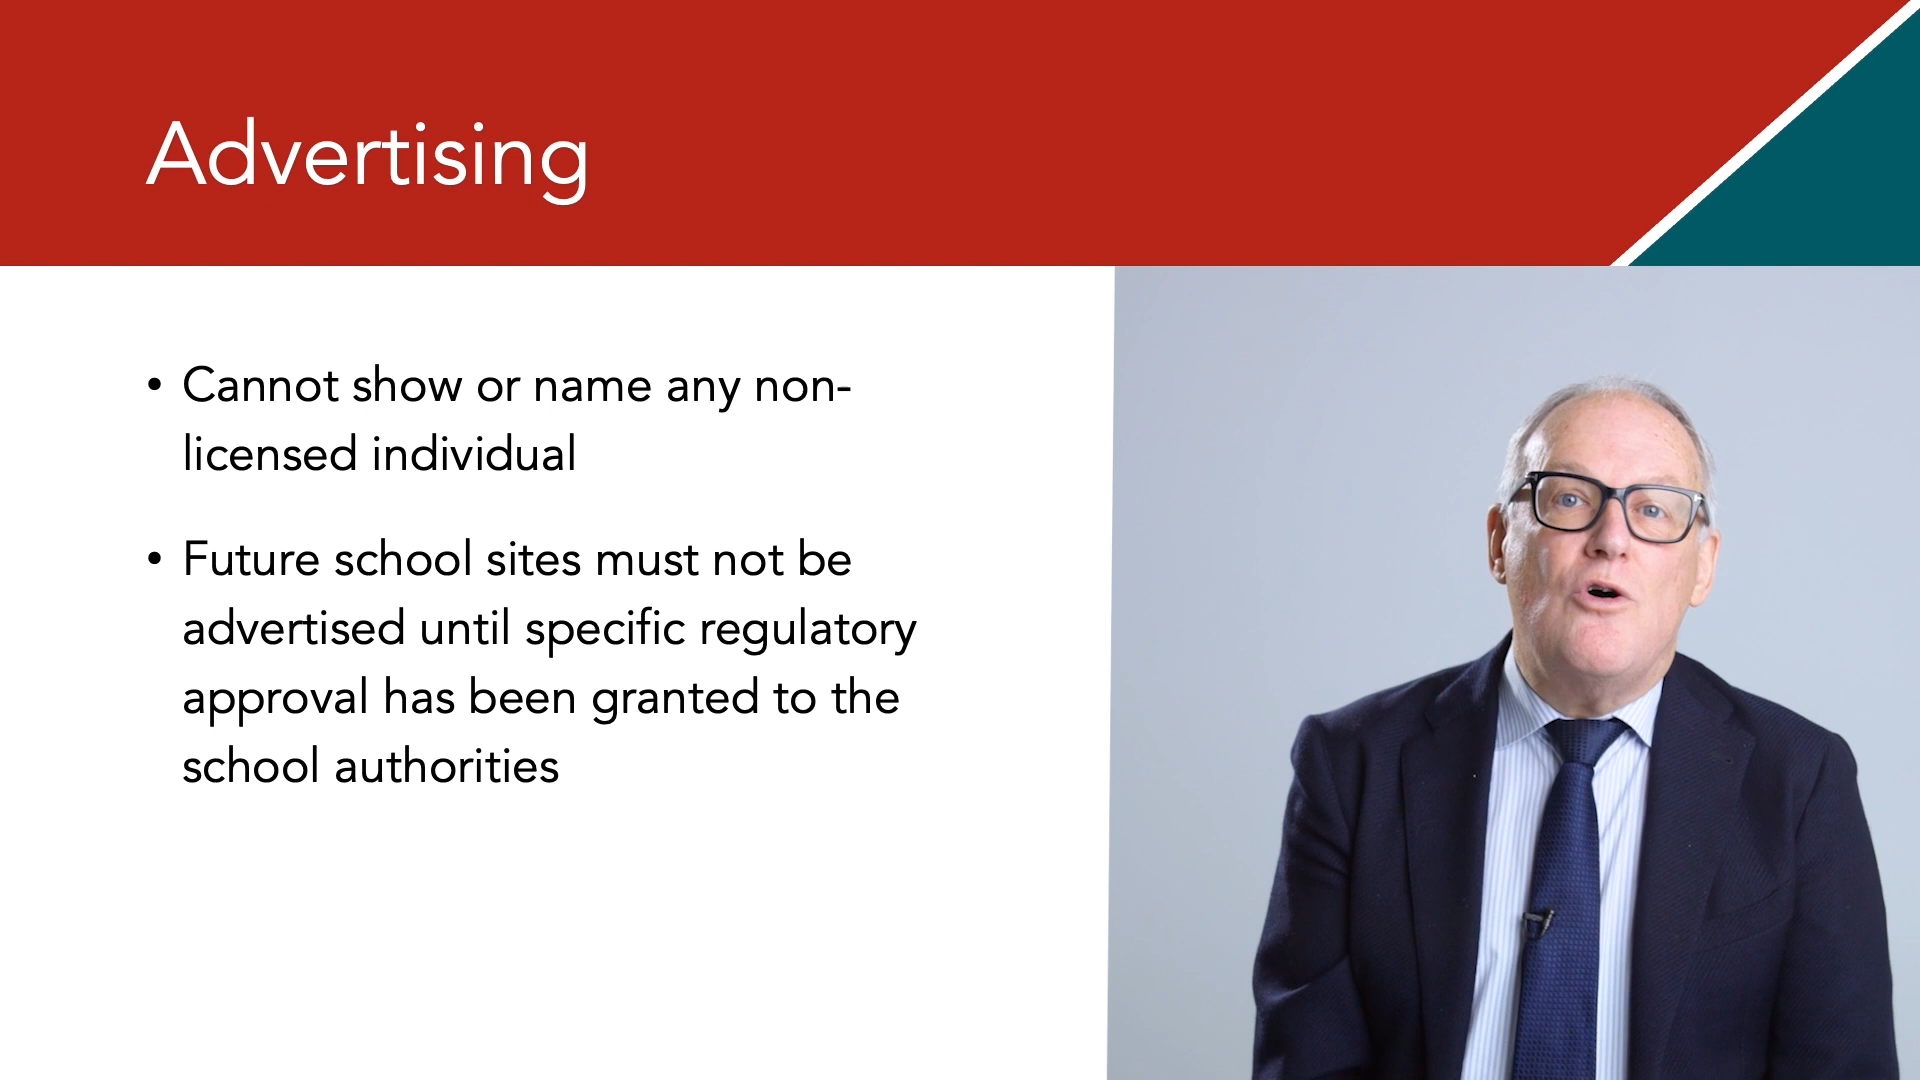 Advertising
• Cannot show or name any non-
licensed individual
• Future school sites must not be
advertised until specific regulatory
approval has been granted to the
school authorities